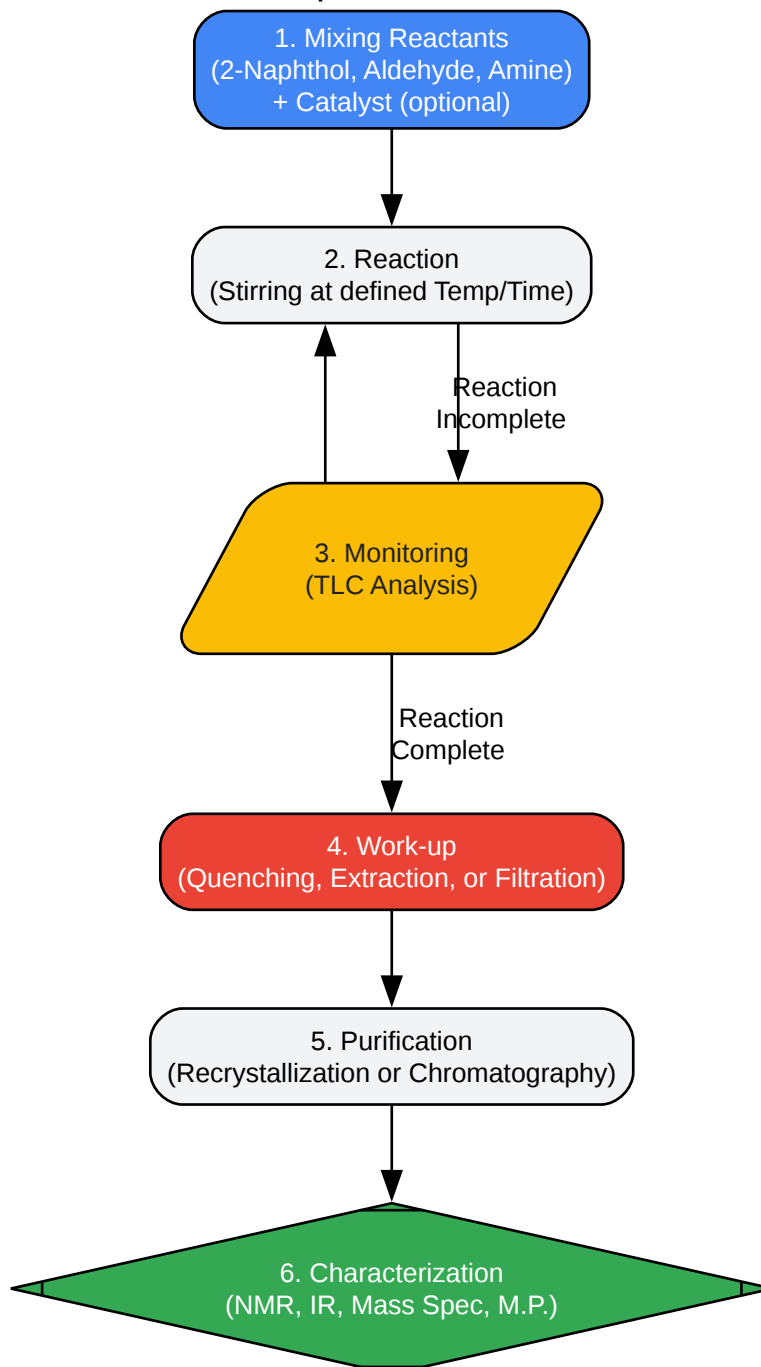 1. Mixing Reactants
(2-Naphthol, Aldehyde, Amine)
+ Catalyst (optional)
2. Reaction
(Stirring at defined Temp/Time)
Reaction
Incomplete
3. Monitoring
(TLC Analysis)
Reaction
Complete
4. Work-up
(Quenching, Extraction, or Filtration)
5. Purification
(Recrystallization or Chromatography)
6. Characterization
(NMR, IR, Mass Spec, M.P.)